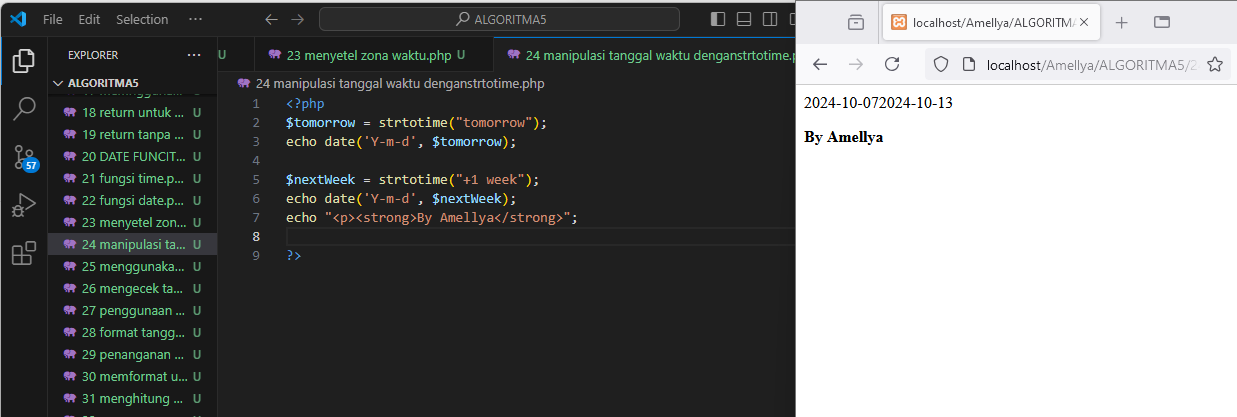 File Edit Selection ··· ALGORITMA5
EXPLORER ···
ALGORITMA5
18 return untuk ... U
19 return tanpa ... U
20 DATE FUNCIT... U
21 fungsi time.p... U
22 fungsi date.p... U
23 menyetel zon... U
24 manipulasi ta... U
25 menggunaka... U
26 mengecek ta... U
27 penggunaan ... U
28 format tangg... U
29 penanganan ... U
30 memformat u... U
31 menghitung ... U
57
U 23 menyetel zona waktu.php U 24 manipulasi tanggal waktu denganstrtotime.p
24 manipulasi tanggal waktu denganstrtotime.php
1 <?php
2 $tomorrow = strtotime("tomorrow");
3 echo date('Y-m-d', $tomorrow);
4
5 $nextWeek = strtotime("+1 week");
6 echo date('Y-m-d', $nextWeek);
7 echo "<p><strong>By Amellya</strong>";
8
9 ?>
localhost/Amellya/ALGORITMA
localhost/Amellya/ALGORITMA5/2
2024-10-072024-10-13
By Amellya